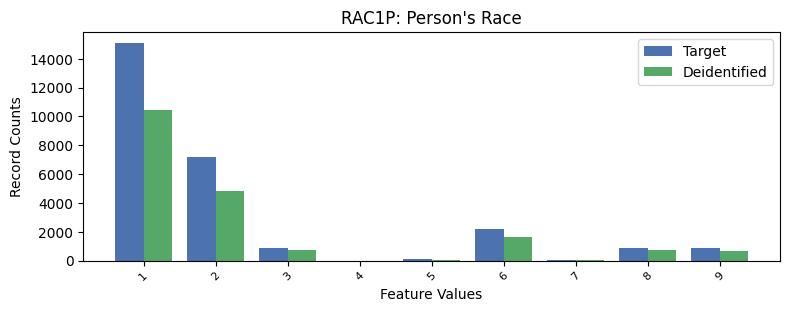 RAC1P: Person's Race
Target
Deidentified
Record Counts
14000
12000
10000
8000
6000
4000
2000
0
1 2 3 4 5 6 7 8 9
Feature Values